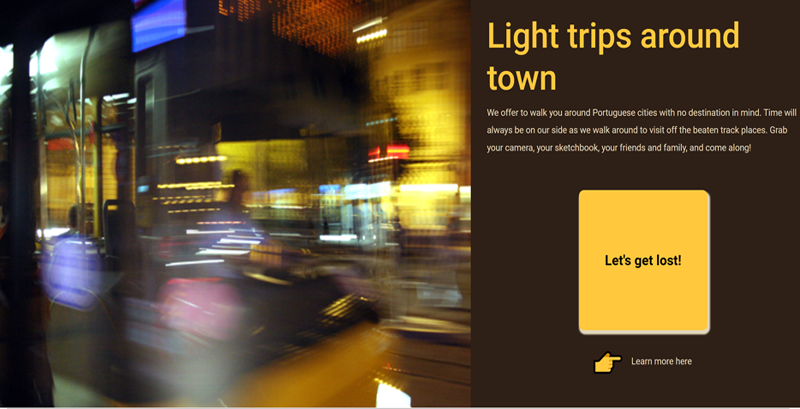 Light trips around
town
We offer to walk you around Portuguese cities with no destination in mind. Time will
always be on our side as we walk around to visit off the beaten track places. Grab
your camera, your sketchbook, your friends and family, and come along!
Let's get lost!
Learn more here